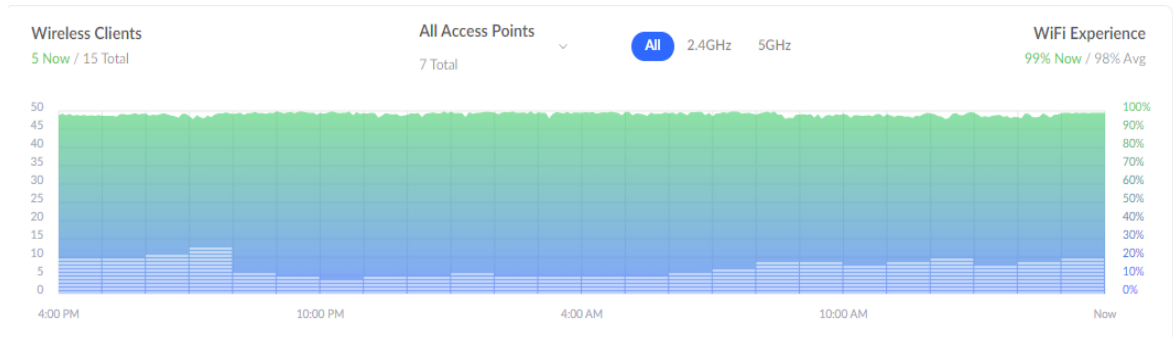 Wireless Clients
5 Now / 15 Total
All Access Points
7 Total
All 2.4GHz 5GHz
WiFi Experience
99% Now / 98% Avg
50
45
40
35
30
25
20
15
10
5
0
100%
90%
80%
70%
60%
50%
40%
30%
20%
10%
0%
4:00 PM 10:00 PM 4:00 AM 10:00 AM Now